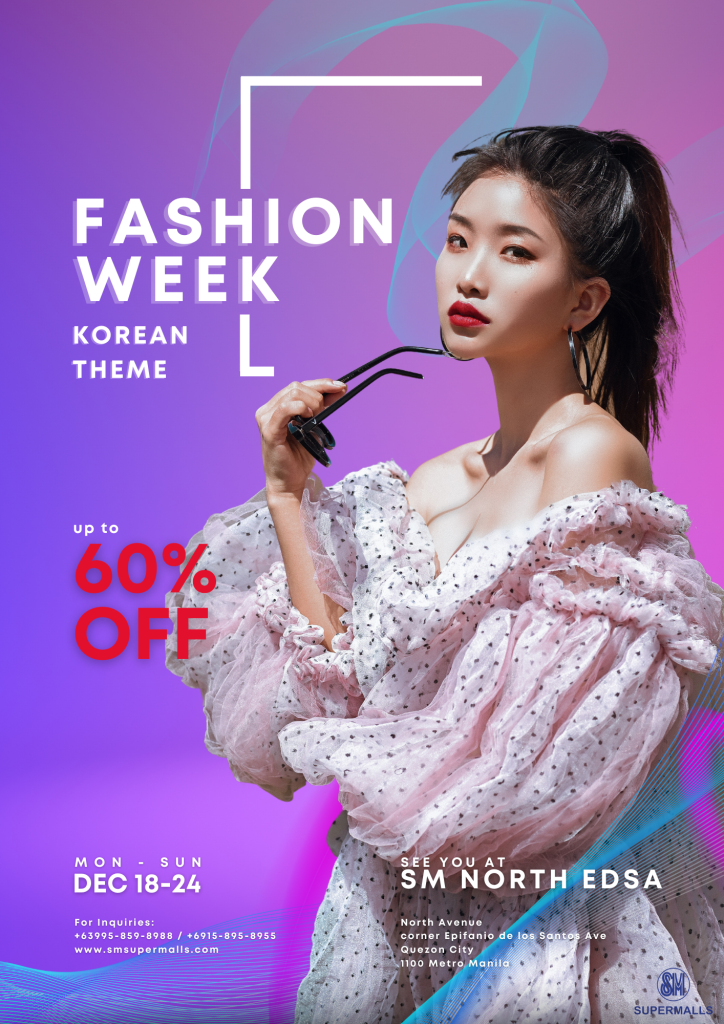 FASHION
WEEK
KOREAN
THEME
up to
60%
OFF
MON - SUN
DEC 18-24
For Inquiries:
+63995-859-8988 / +6915-895-8955
www.smsupermalls.com
SEE YOU AT
SM NORTH EDSA
North Avenue
corner Epifanio de los Santos Ave
Quezon City
1100 Metro Manila
SM
SUPERMALLS